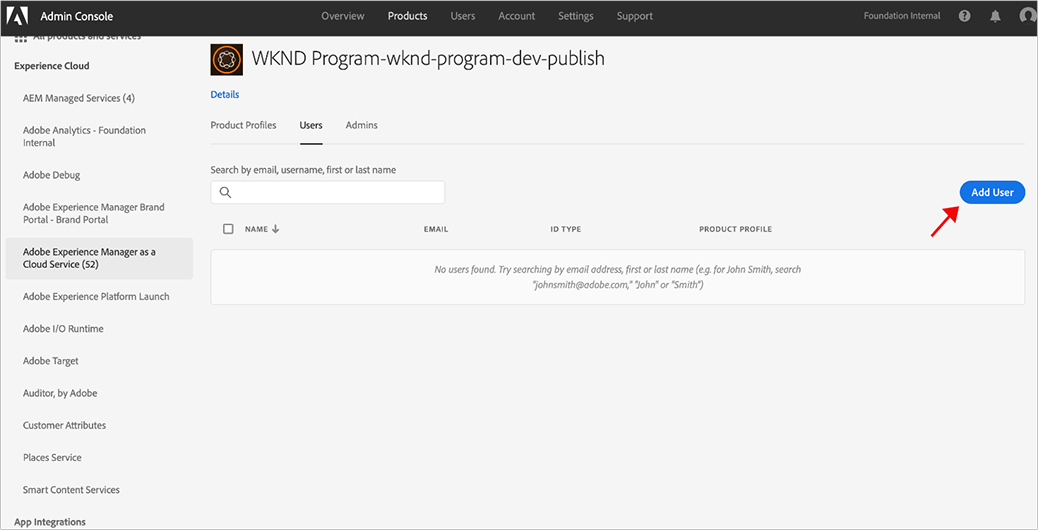 Admin Console
Overview
Products
Users
Account
Settings
Support
Foundation Internal
All products and services
Experience Cloud
AEM Managed Services (4)
Adobe Analytics - Foundation
Internal
Adobe Debug
Adobe Experience Manager Brand
Portal - Brand Portal
Adobe Experience Manager as a
Cloud Service (52)
Adobe Experience Platform Launch
Adobe I/O Runtime
Adobe Target
Auditor, by Adobe
Customer Attributes
Places Service
Smart Content Services
App Integrations
WKND Program-wknd-program-dev-publish
Details
Product Profiles
Users
Admins
Search by email, username, first or last name
Add User
NAME
EMAIL
ID TYPE
PRODUCT PROFILE
No users found. Try searching by email address, first or last name (e.g. for John Smith, search
"johnsmith@adobe.com," "John" or "Smith")